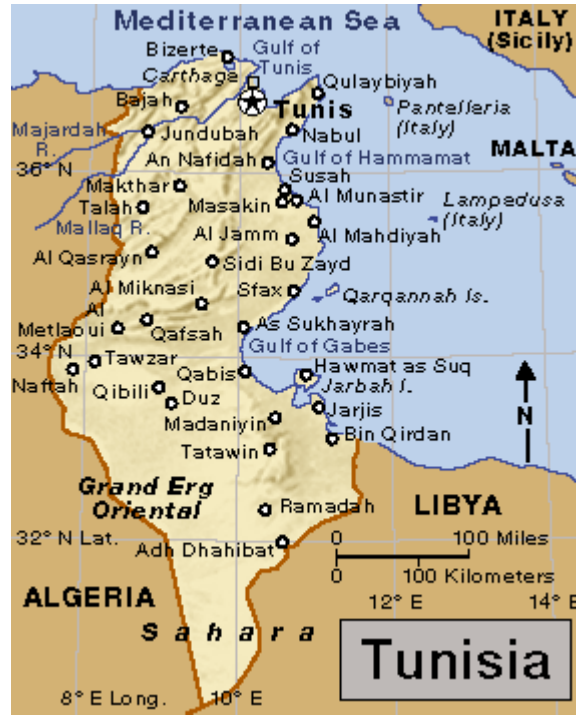 Mediterranean Sea
ITALY
(Sicily)
Bizerte
Gulf of
Tunis
Carthage
Qulaybiyah
Bajah
Tunis
Pantelleria
(Italy)
Majardah
R.
Jundubah
Nabul
An Nafidah
Gulf of Hammamat
MALTA
36° N
Susah
Makthar
Al Munastir
Masakin
Lampedusa
(Italy)
Talah
Mallaq R.
Al Jamm
Al Mahdiyah
Al Qasrayn
Sidi Bu Zayd
Al Miknasi
Sfax
Qarqannah Is.
Al
Metlaoui
Qafsah
As Sukhayrah
34° N
Gulf of Gabes
Tawzar
Hawmat as Suq
Naftah
Qabis
Jarbah I.
Qibili
Duz
Jarjis
N
Madaniyin
Bin Qirdan
Tatawin
Grand Erg
Oriental
Ramadah
LIBYA
32° N Lat.
Adh Dhahibat
0 100 Miles
0 100 Kilometers
ALGERIA
12° E
14° E
Sahara
Tunisia
8° E Long.
10° E